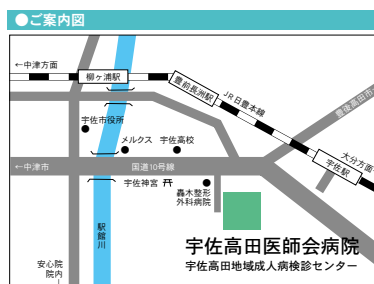 ●ご案内図
←中津方面
柳ヶ浦駅
豊前長洲駅
JR日豊本線
豊後高田市
宇佐市役所
メルクス
宇佐高校
大分方面→
宇佐駅
←中津市
国道10号線
宇佐神宮
轟木整形
外科病院
駅館川
宇佐高田医師会病院
宇佐高田地域成人病検診センター
安心院
院内